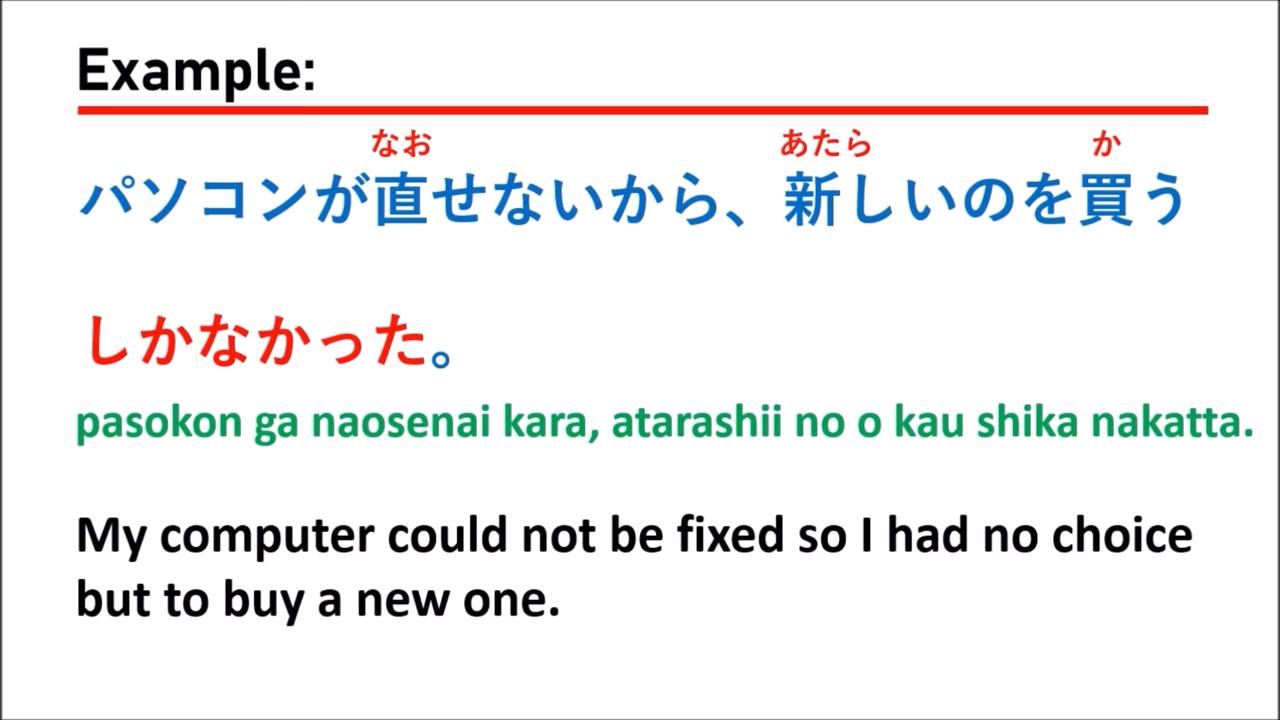 Example:
なお あたら か
パソコンが直せないから、新しいのを買う
しかなかった。
pasokon ga naosenai kara, atarashii no o kau shika nakatta.
My computer could not be fixed so I had no choice
but to buy a new one.